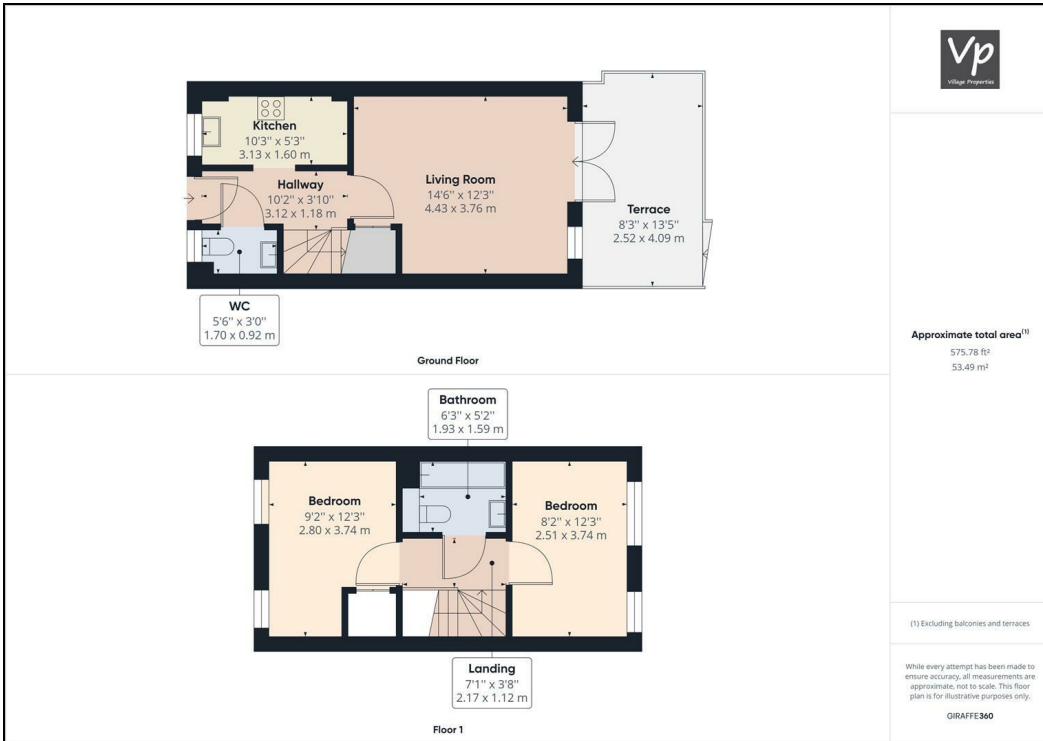 Kitchen
10'3'' x 5'3''
3.13 x 1.60 m
Hallway
10'2'' x 3'10''
3.12 x 1.18 m
Living Room
14'6'' x 12'3''
4.43 x 3.76 m
Terrace
8'3'' x 13'5''
2.52 x 4.09 m
WC
5'6'' x 3'0''
1.70 x 0.92 m
Ground Floor
Bathroom
6'3'' x 5'2''
1.93 x 1.59 m
Bedroom
9'2'' x 12'3''
2.80 x 3.74 m
Bedroom
8'2'' x 12'3''
2.51 x 3.74 m
Landing
7'1'' x 3'8''
2.17 x 1.12 m
Floor 1
Vp
Village Properties
Approximate total area(1)
575.78 ft²
53.49 m²
(1) Excluding balconies and terraces
While every attempt has been made to
ensure accuracy, all measurements are
approximate, not to scale. This floor
plan is for illustrative purposes only.
GIRAFFE360